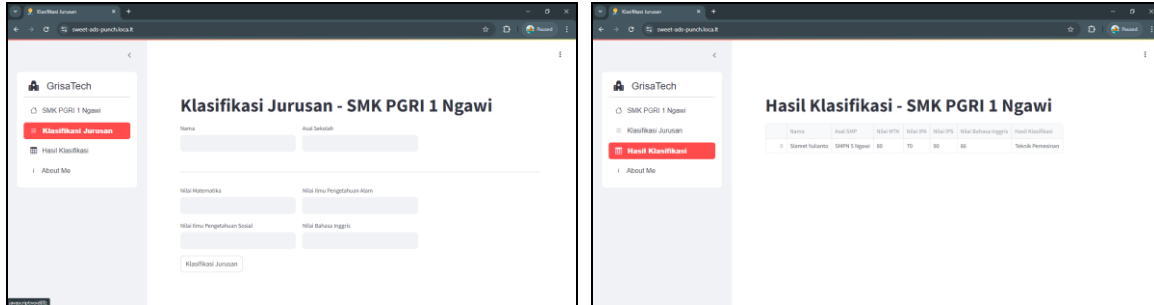 Klasifikasi Jurusan
sweet-ads-punch.loca.lt
Paused
GrisaTech
SMK PGRI 1 Ngawi
Klasifikasi Jurusan
Hasil Klasifikasi
About Me
Klasifikasi Jurusan - SMK PGRI 1 Ngawi
Nama Asal Sekolah
Nilai Matematika Nilai Ilmu Pengetahuan Alam
Nilai Ilmu Pengetahuan Sosial Nilai Bahasa Inggris
Klasifikasi Jurusan
javascript:void(0)
Klasifikasi Jurusan
sweet-ads-punch.loca.lt
Paused
GrisaTech
SMK PGRI 1 Ngawi
Klasifikasi Jurusan
Hasil Klasifikasi
About Me
Hasil Klasifikasi - SMK PGRI 1 Ngawi
Nama Asal SMP Nilai MTK Nilai IPA Nilai IPS Nilai Bahasa Inggris Hasil Klasifikasi
Slamet Yulianto SMPN 5 Ngawi 80 70 90 86 Teknik Pemesinan